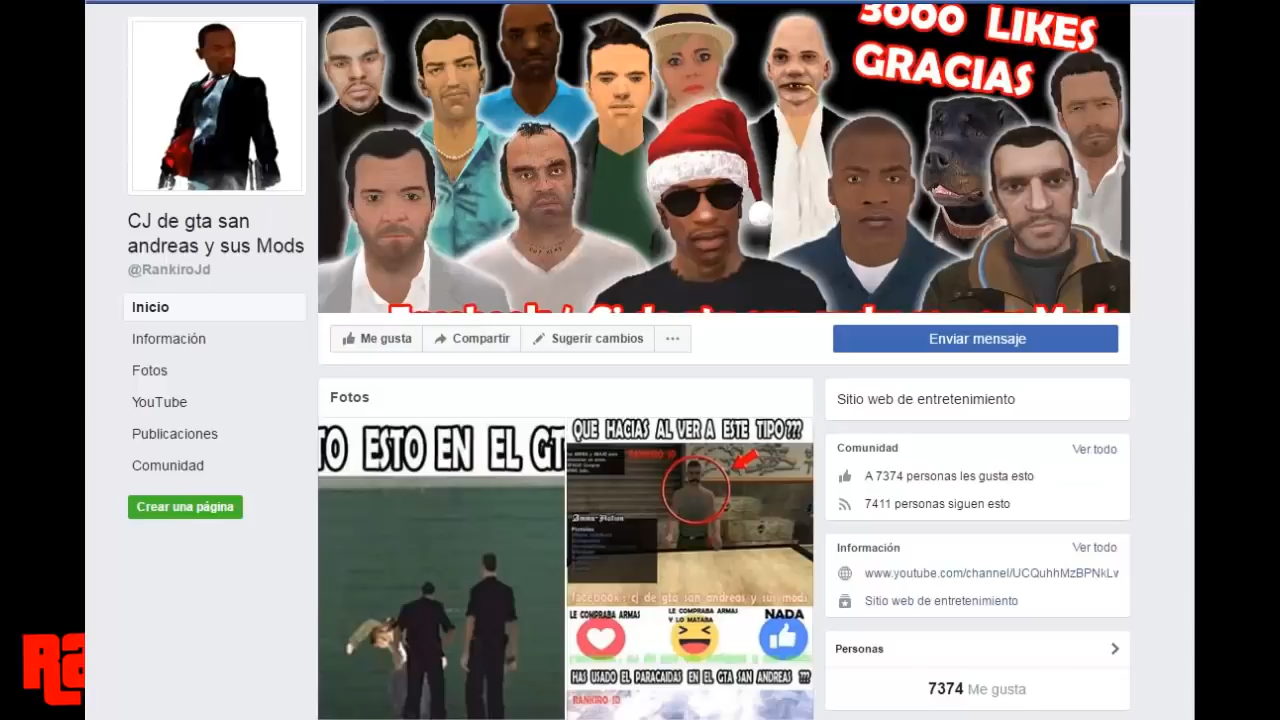 3000 LIKES
GRACIAS
CJ de gta san
andreas y sus Mods
@RankiroJd
Inicio
Información
Fotos
YouTube
Publicaciones
Comunidad
Crear una página
Me gusta
Compartir
Sugerir cambios
Enviar mensaje
Fotos
TO ESTO EN EL GT
QUE HACIAS AL VER A ESTE TIPO???
RANKIRO JD
Ammu-Nation
facebook : cj de gta san andreas y sus mods
LE COMPRABA ARMAS
LE COMPRABA ARMAS
Y LO MATABA
NADA
HAS USADO EL PARACAIDAS EN EL GTA SAN ANDREAS ???
RANKIRO JD
Sitio web de entretenimiento
Comunidad
Ver todo
A 7374 personas les gusta esto
7411 personas siguen esto
Información
Ver todo
www.youtube.com/channel/UCQuhhMzBPNkLv
Sitio web de entretenimiento
Personas
7374 Me gusta
Ra